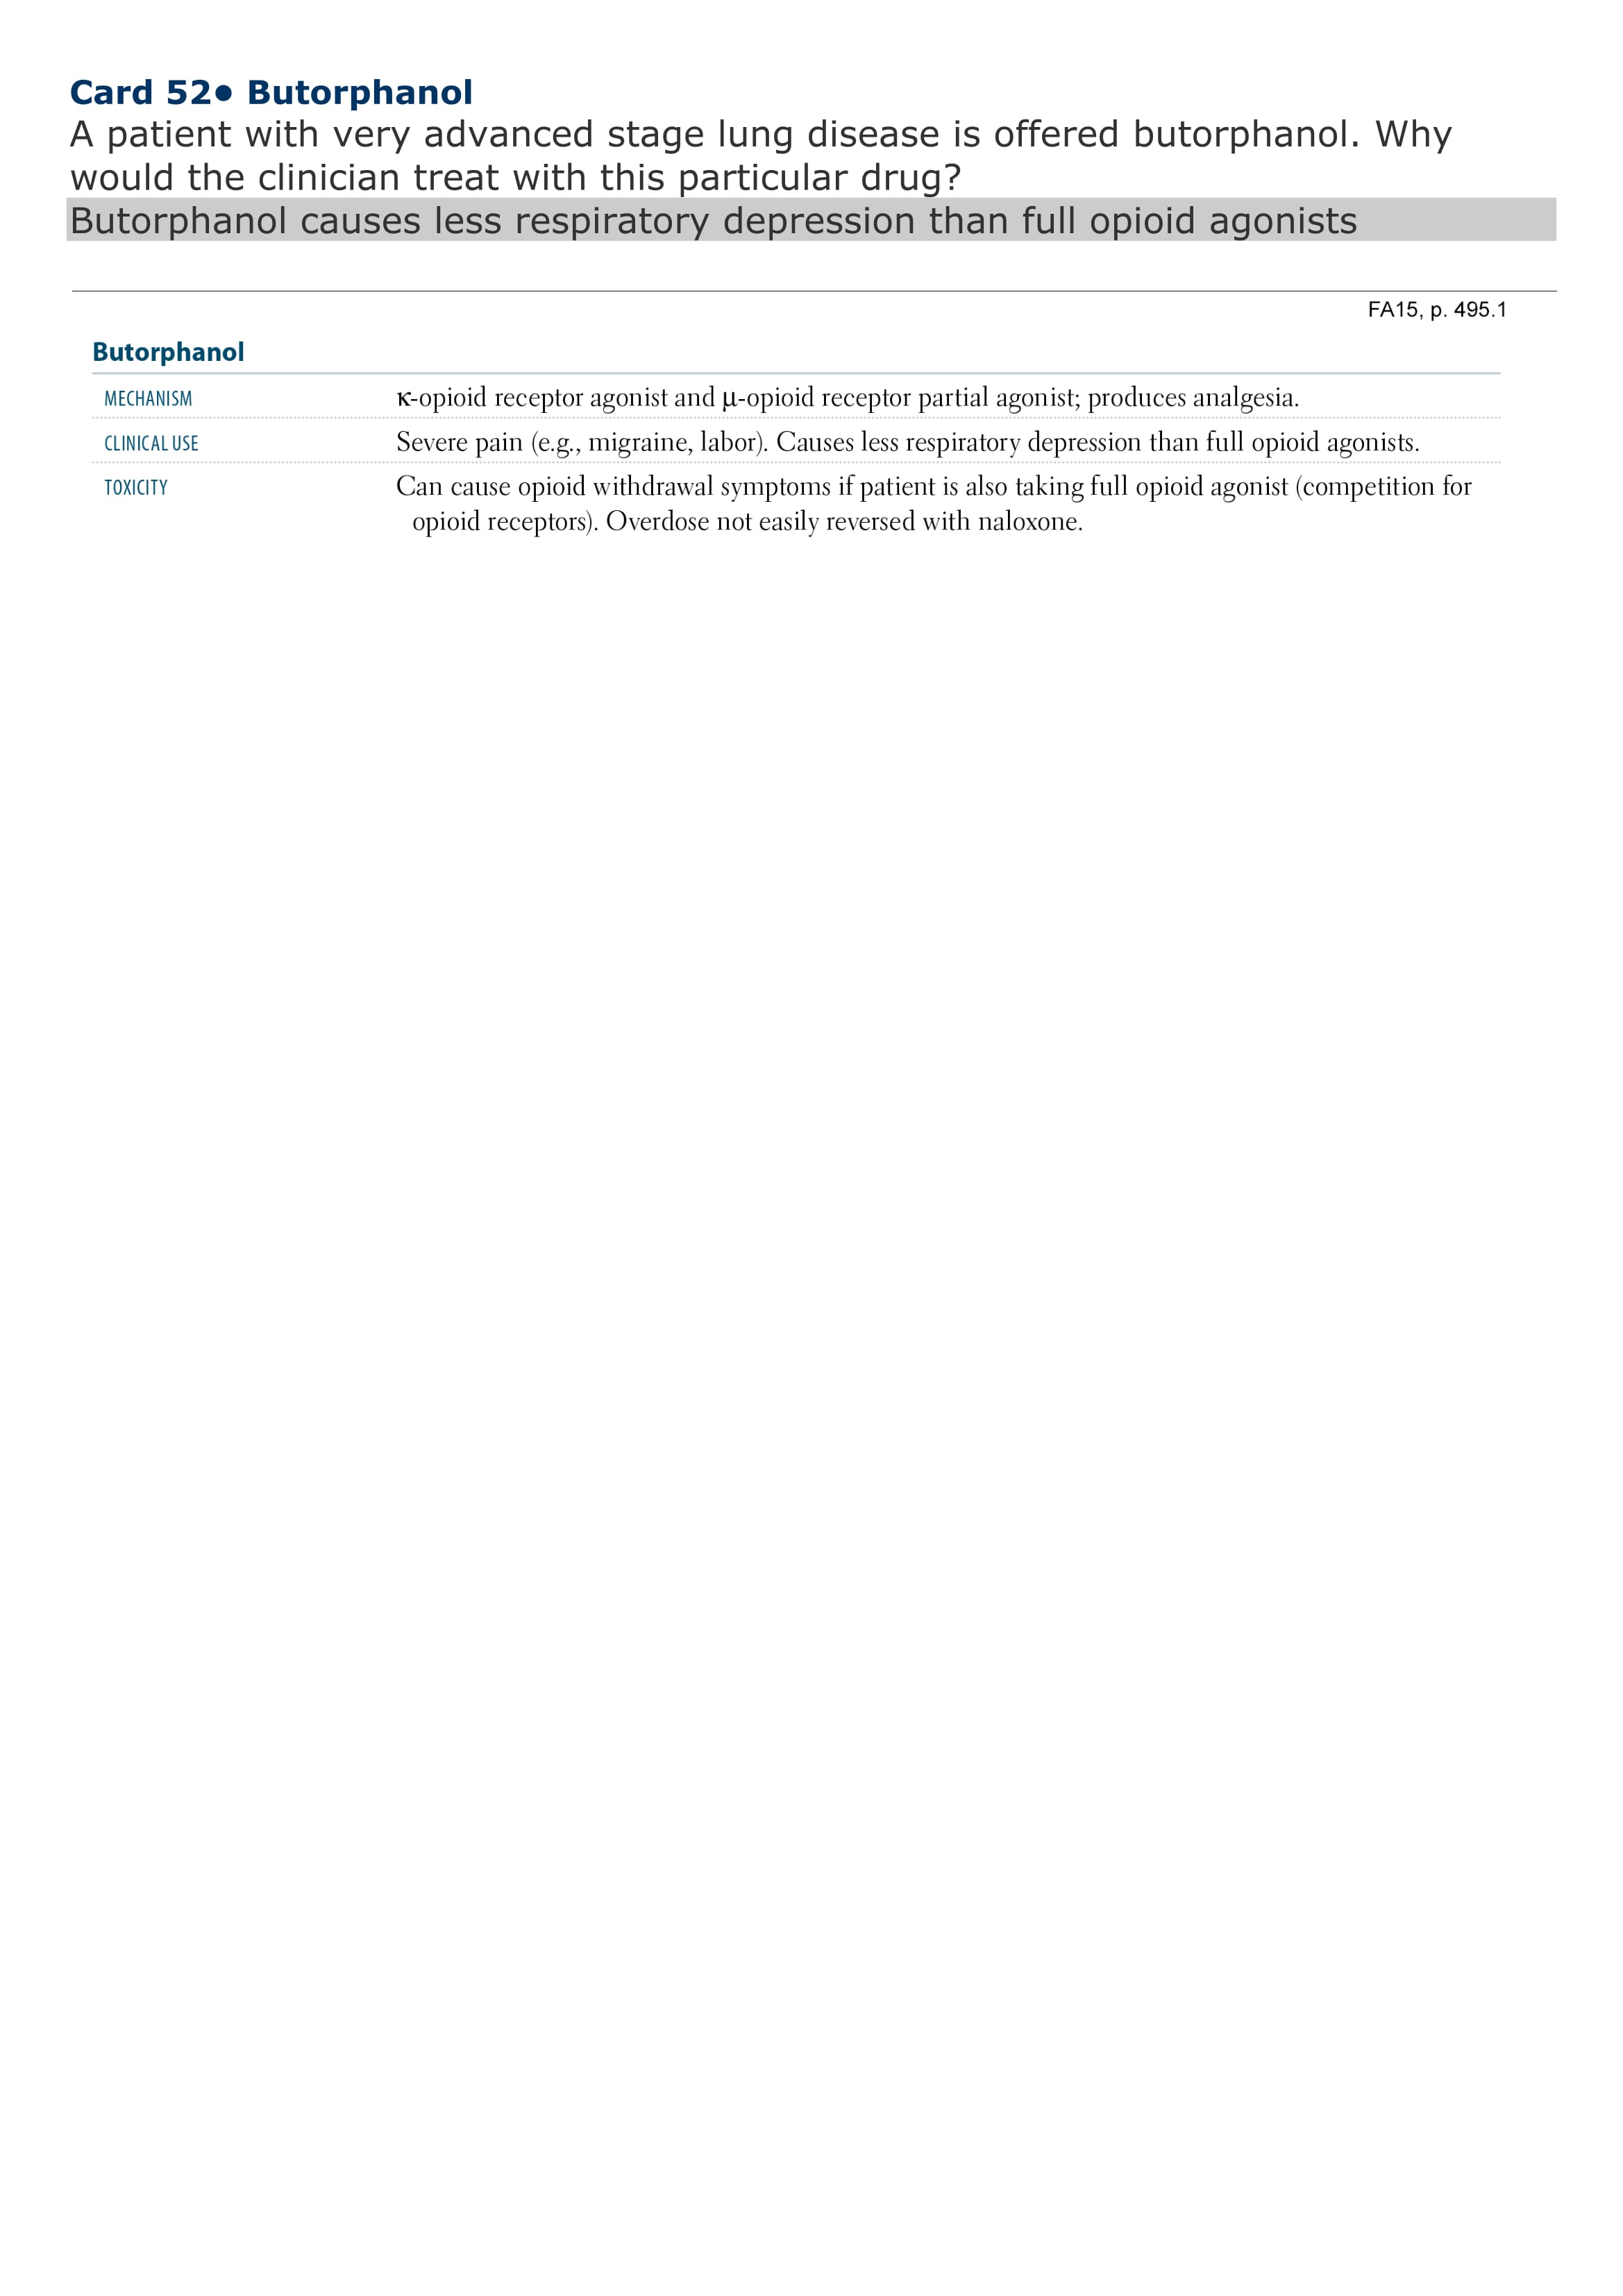 Card 52● Butorphanol
A patient with very advanced stage lung disease is offered butorphanol. Why
would the clinician treat with this particular drug?
Butorphanol causes less respiratory depression than full opioid agonists
FA15, p. 495.1
Butorphanol
MECHANISM κ-opioid receptor agonist and μ-opioid receptor partial agonist; produces analgesia.
CLINICAL USE Severe pain (e.g., migraine, labor). Causes less respiratory depression than full opioid agonists.
TOXICITY Can cause opioid withdrawal symptoms if patient is also taking full opioid agonist (competition for
opioid receptors). Overdose not easily reversed with naloxone.